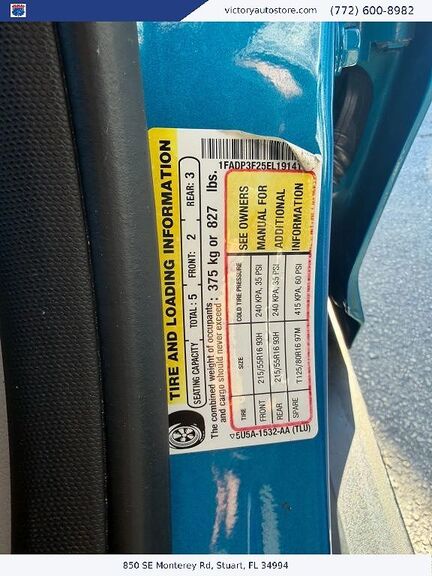 victoryautostore.com
(772) 600-8982
1FADP3F25EL1914
TIRE AND LOADING INFORMATION
SEATING CAPACITY TOTAL: 5 FRONT: 2 REAR: 3
The combined weight of occupants and cargo should never exceed: 375 kg or 827 lbs.
TIRE SIZE COLD TIRE PRESSURE
FRONT 215/55R16 93H 240 KPA, 35 PSI
REAR 215/55R16 93H 240 KPA, 35 PSI
SPARE T125/80R16 97M 415 KPA, 60 PSI
SEE OWNERS
MANUAL FOR
ADDITIONAL
INFORMATION
5U5A-1532-AA (TLU)
850 SE Monterey Rd, Stuart, FL 34994